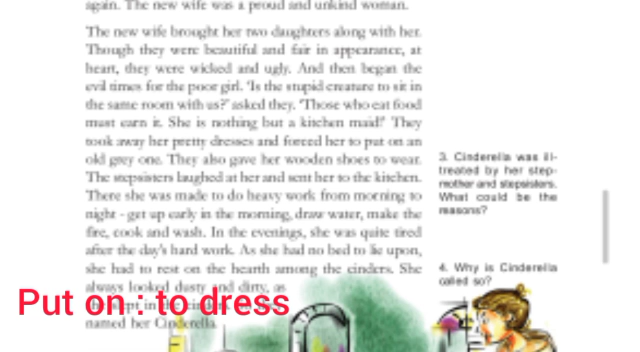 again. The new wife was a proud and unkind woman.
The new wife brought her two daughters along with her.
Though they were beautiful and fair in appearance, at
heart, they were wicked and ugly. And then began the
evil times for the poor girl. 'Is the stupid creature to sit in
the same room with us?' asked they. 'Those who eat food
must earn it. She is nothing but a kitchen maid!' They
took away her pretty dresses and forced her to put on an
old grey one. They also gave her wooden shoes to wear.
The stepsisters laughed at her and sent her to the kitchen.
There she was made to do heavy work from morning to
night - get up early in the morning, draw water, make the
fire, cook and wash. In the evenings, she was quite tired
after the day's hard work. As she had no bed to lie upon,
she had to rest on the hearth among the cinders. She
always looked dusty and dirty, as
slept in the
named her Cinderella.
Put on : to dress
3. Cinderella was ill-
treated by her step-
mother and stepsisters.
What could be the
reasons?
4. Why is Cinderella
called so?